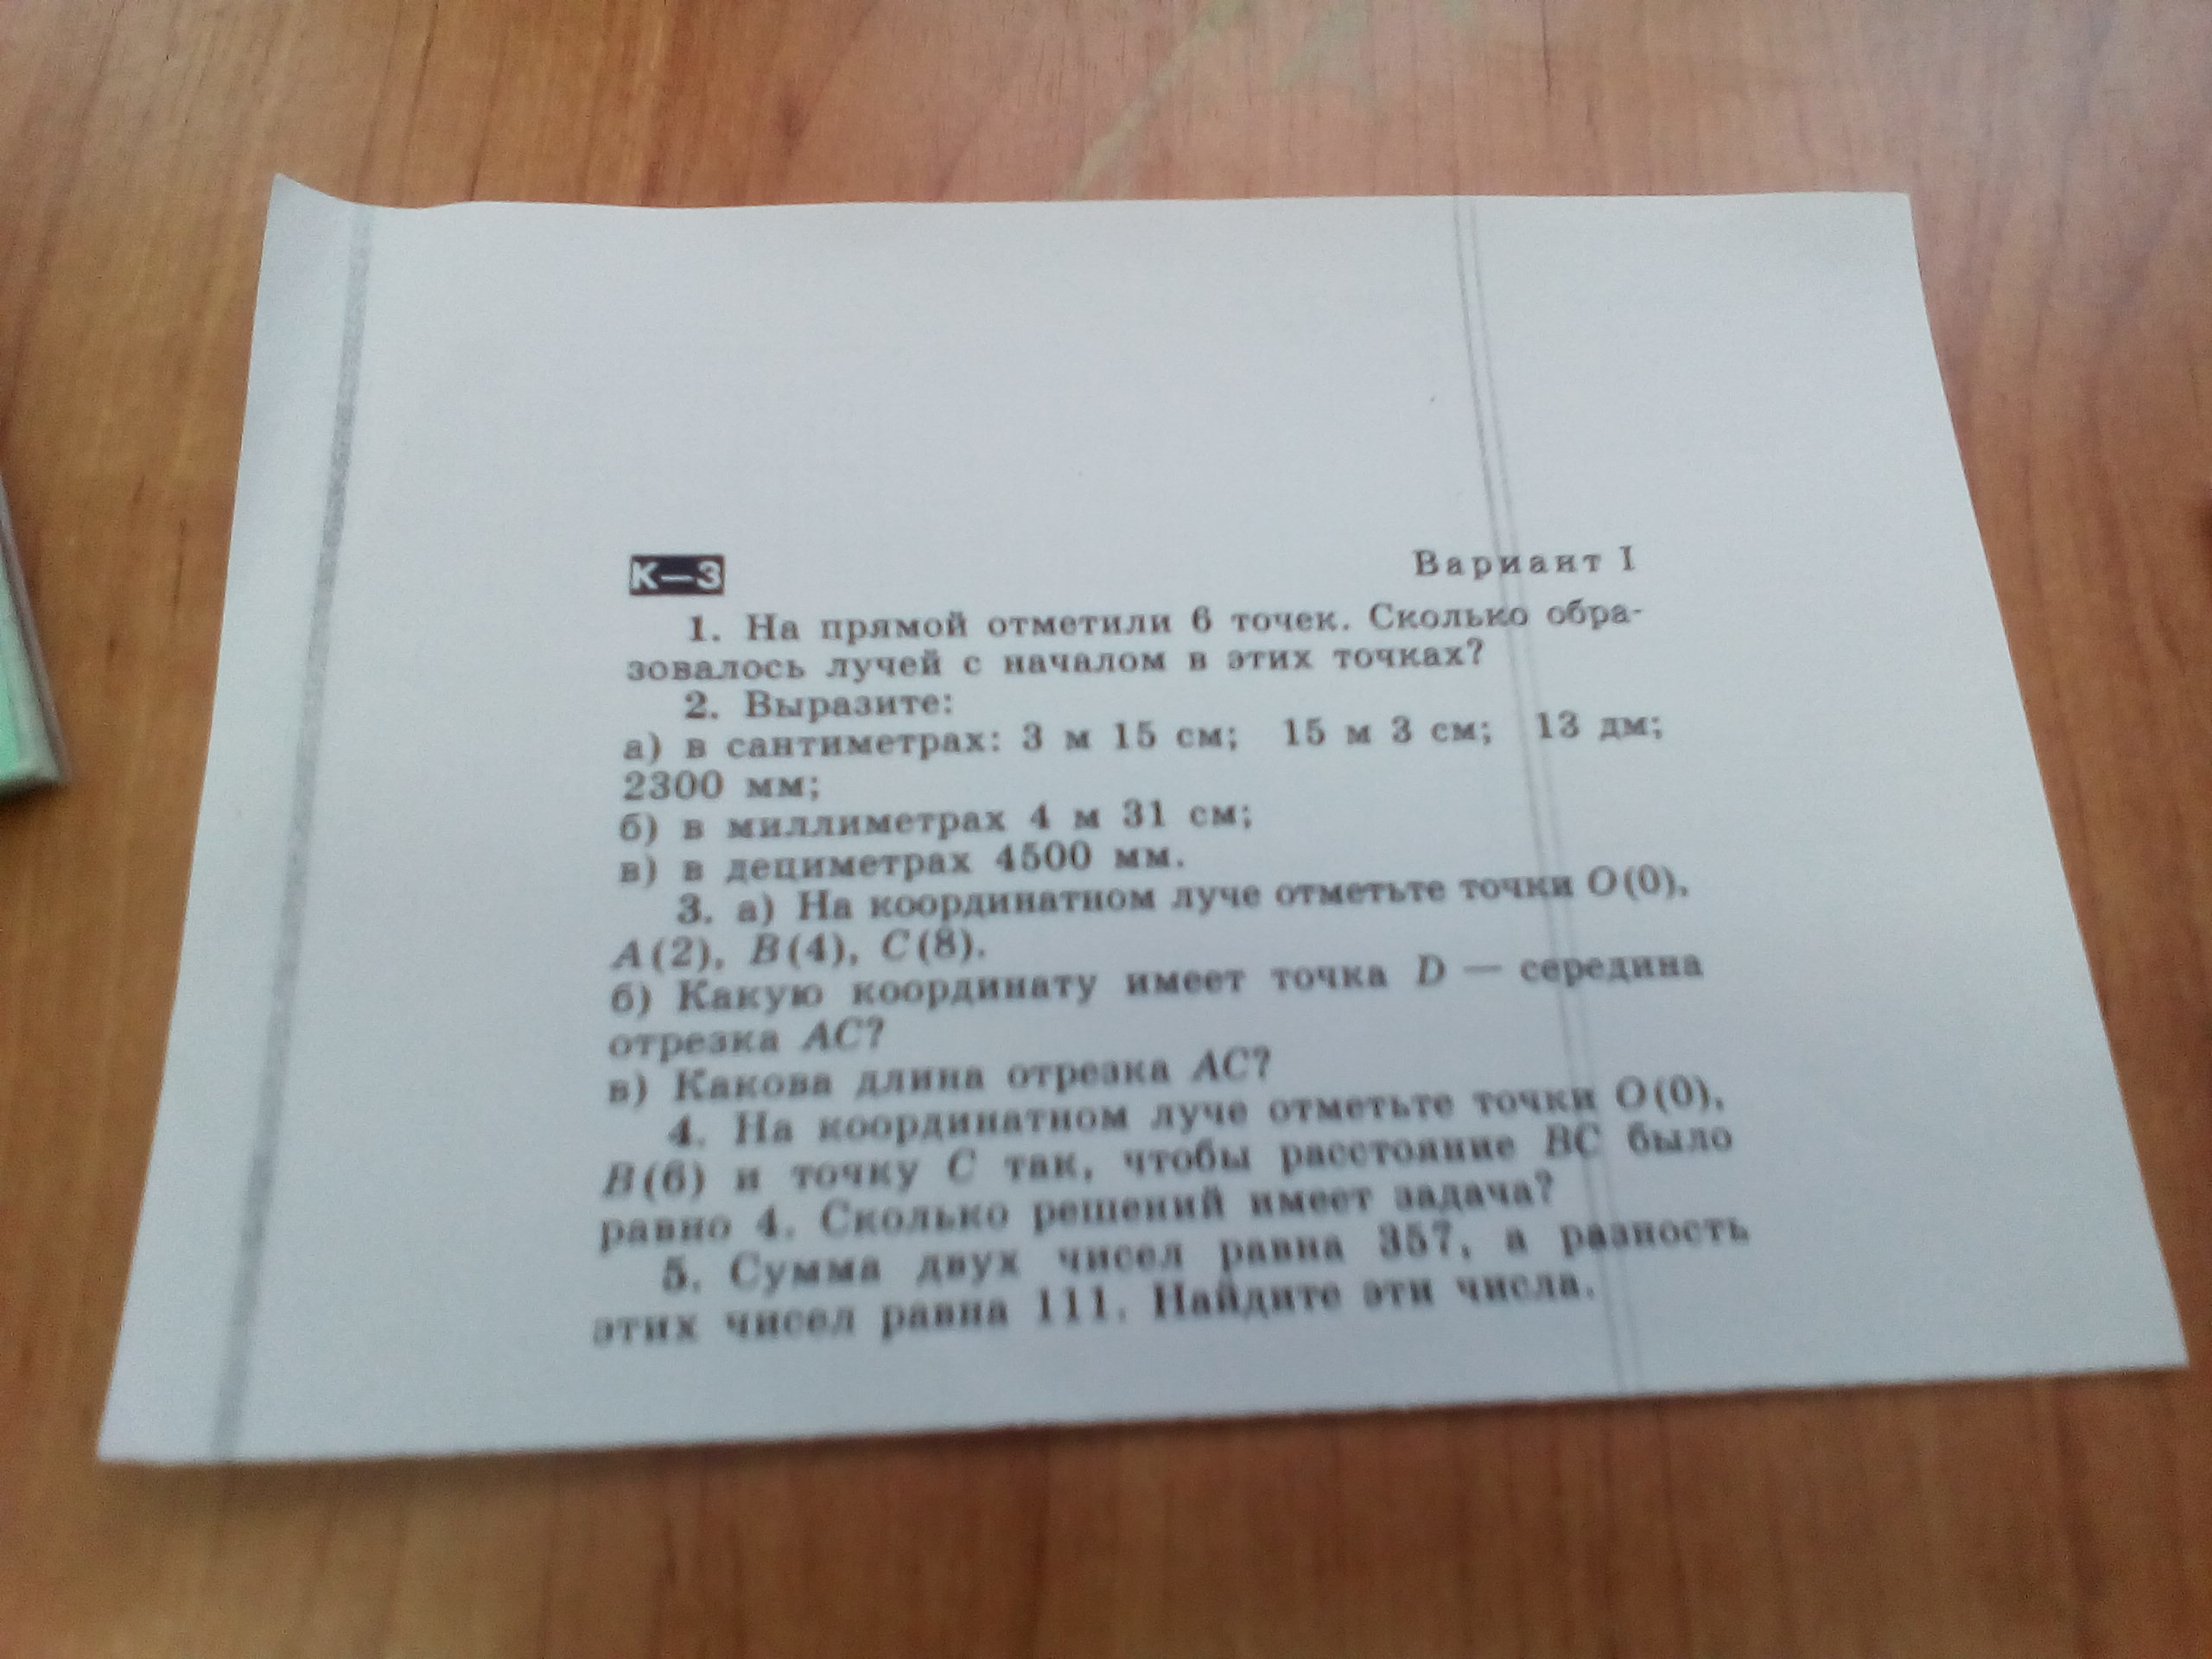 К—3
Вариант I
1. На прямой отметили 6 точек. Сколько обра-
зовалось лучей с началом в этих точках?
2. Выразите:
а) в сантиметрах: 3 м 15 см; 15 м 3 см; 13 дм;
2300 мм;
б) в миллиметрах 4 м 31 см;
в) в дециметрах 4500 мм.
3. а) На координатном луче отметьте точки O(0),
A(2), B(4), C(8).
б) Какую координату имеет точка D — середина
отрезка AC?
в) Какова длина отрезка AC?
4. На координатном луче отметьте точки O(0),
B(6) и точку C так, чтобы расстояние BC было
равно 4. Сколько решений имеет задача?
5. Сумма двух чисел равна 357, а разность
этих чисел равна 111. Найдите эти числа.